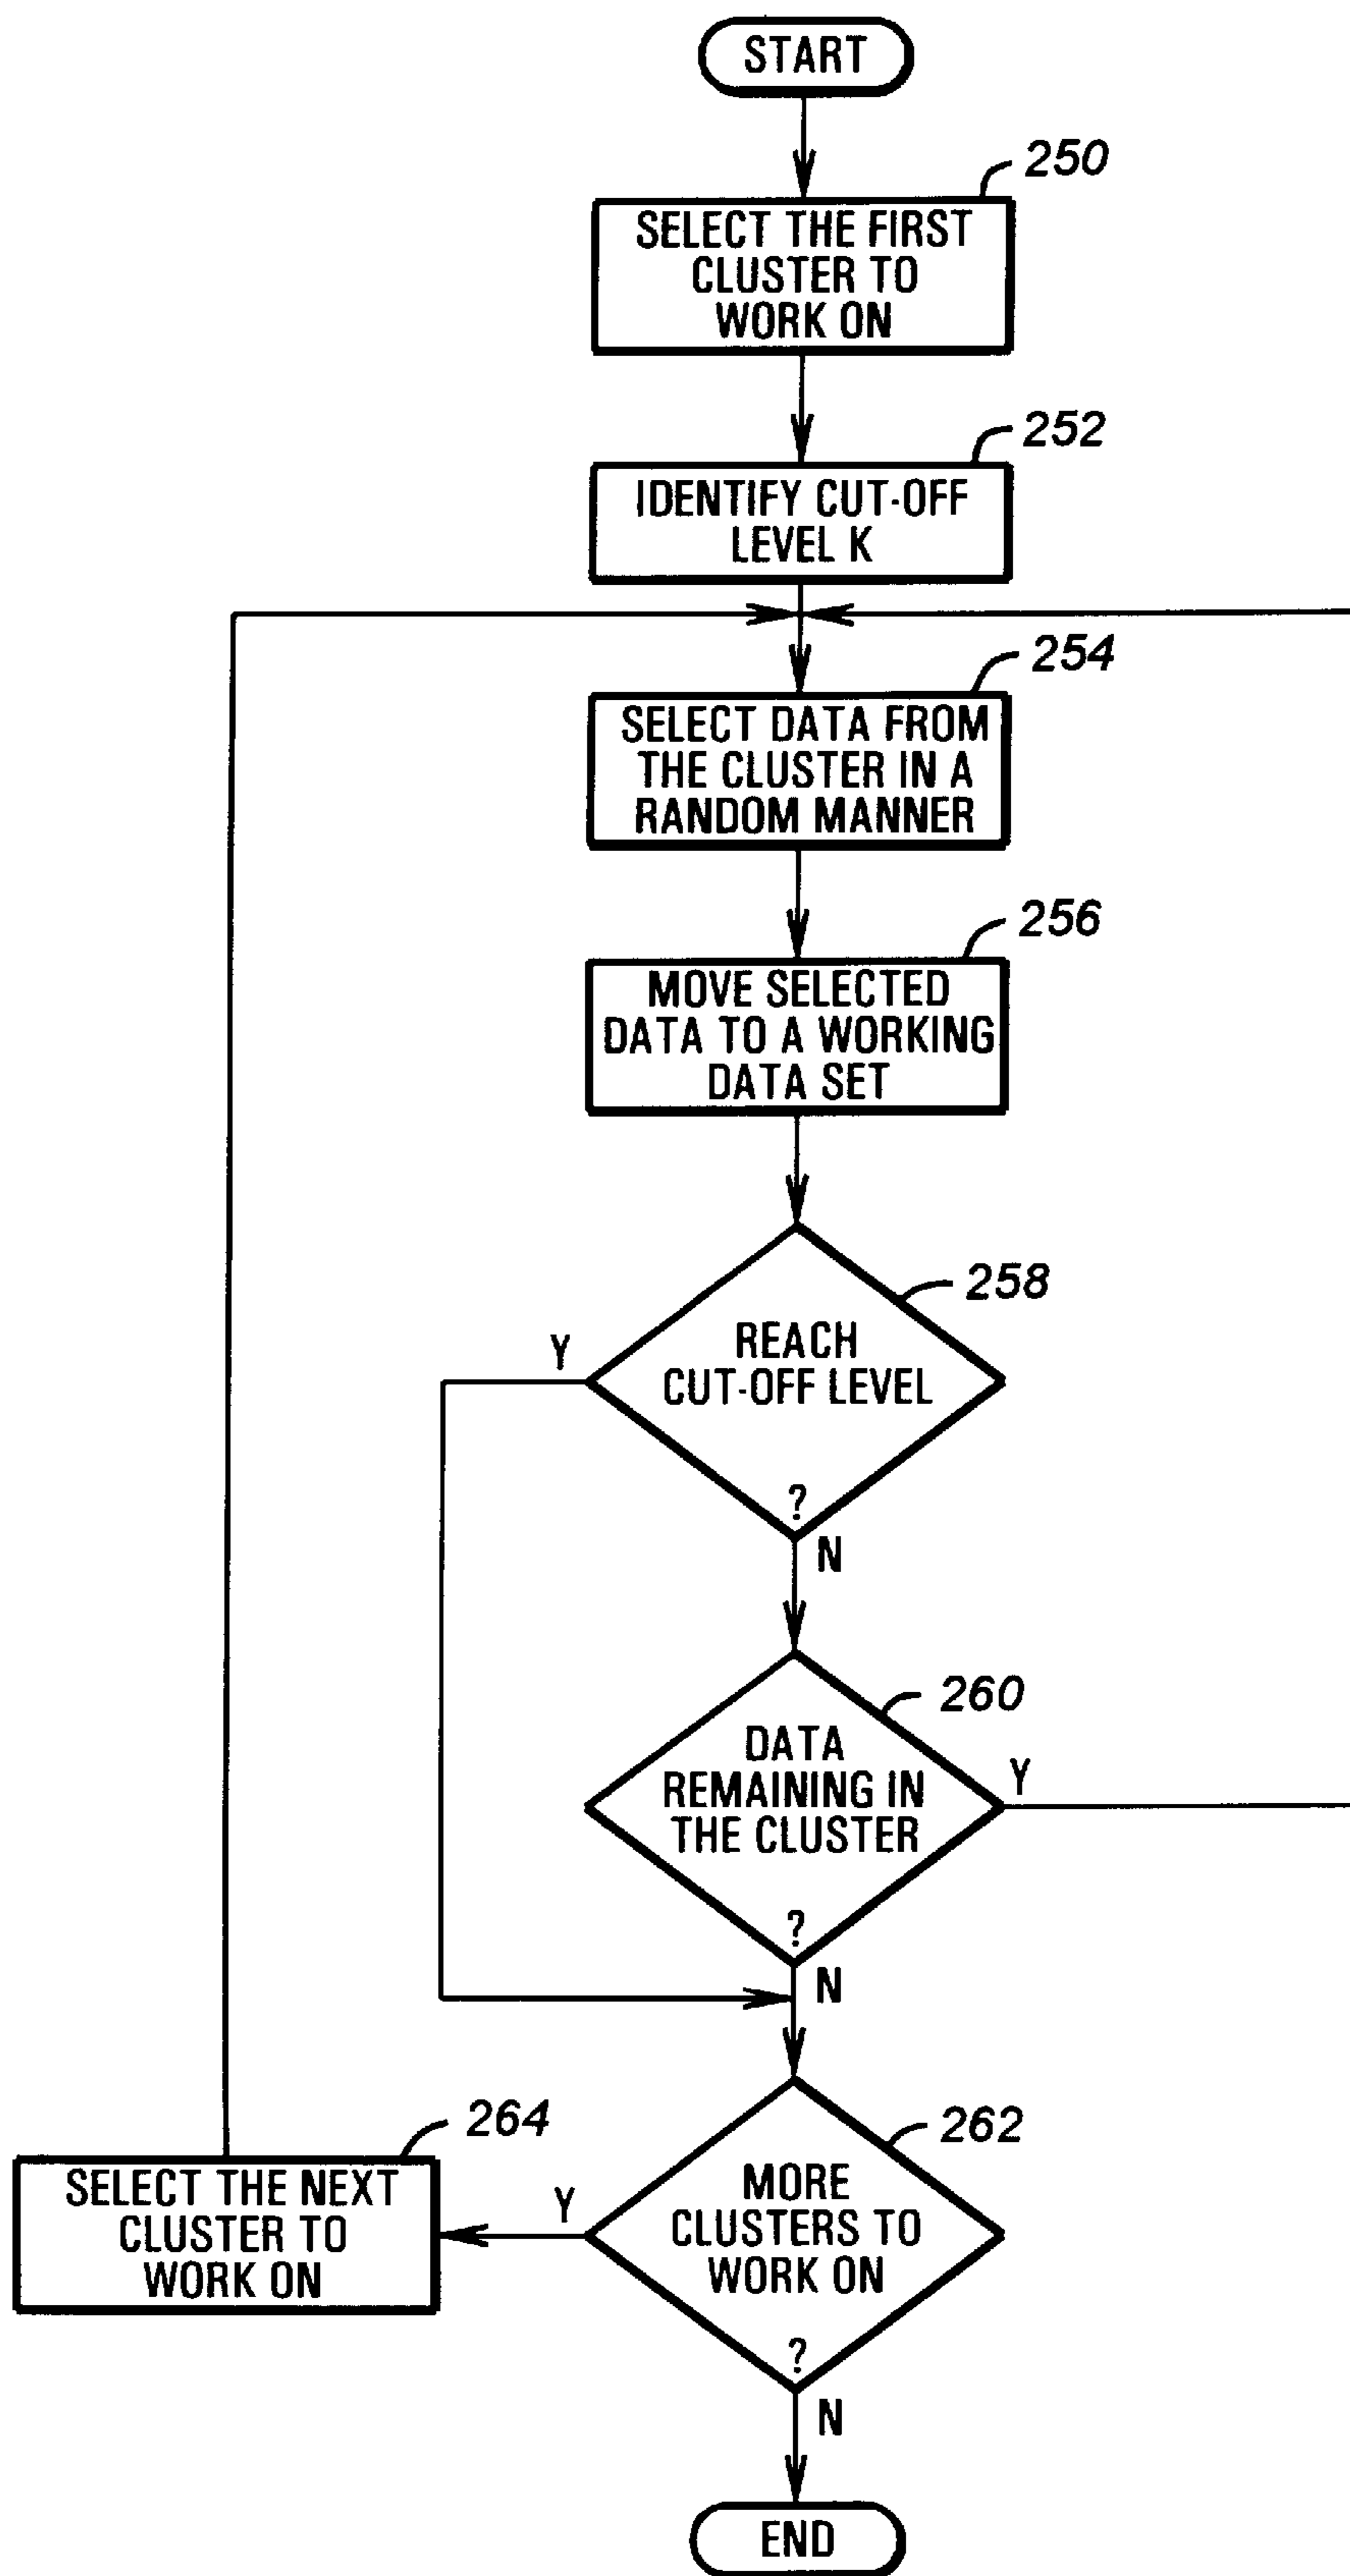 START
250
SELECT THE FIRST
CLUSTER TO
WORK ON
252
IDENTIFY CUT-OFF
LEVEL K
254
SELECT DATA FROM
THE CLUSTER IN A
RANDOM MANNER
256
MOVE SELECTED
DATA TO A WORKING
DATA SET
258
Y
REACH
CUT-OFF LEVEL
?
N
260
DATA
REMAINING IN
THE CLUSTER
Y
?
N
264
SELECT THE NEXT
CLUSTER TO
WORK ON
262
Y
MORE
CLUSTERS TO
WORK ON
?
N
END